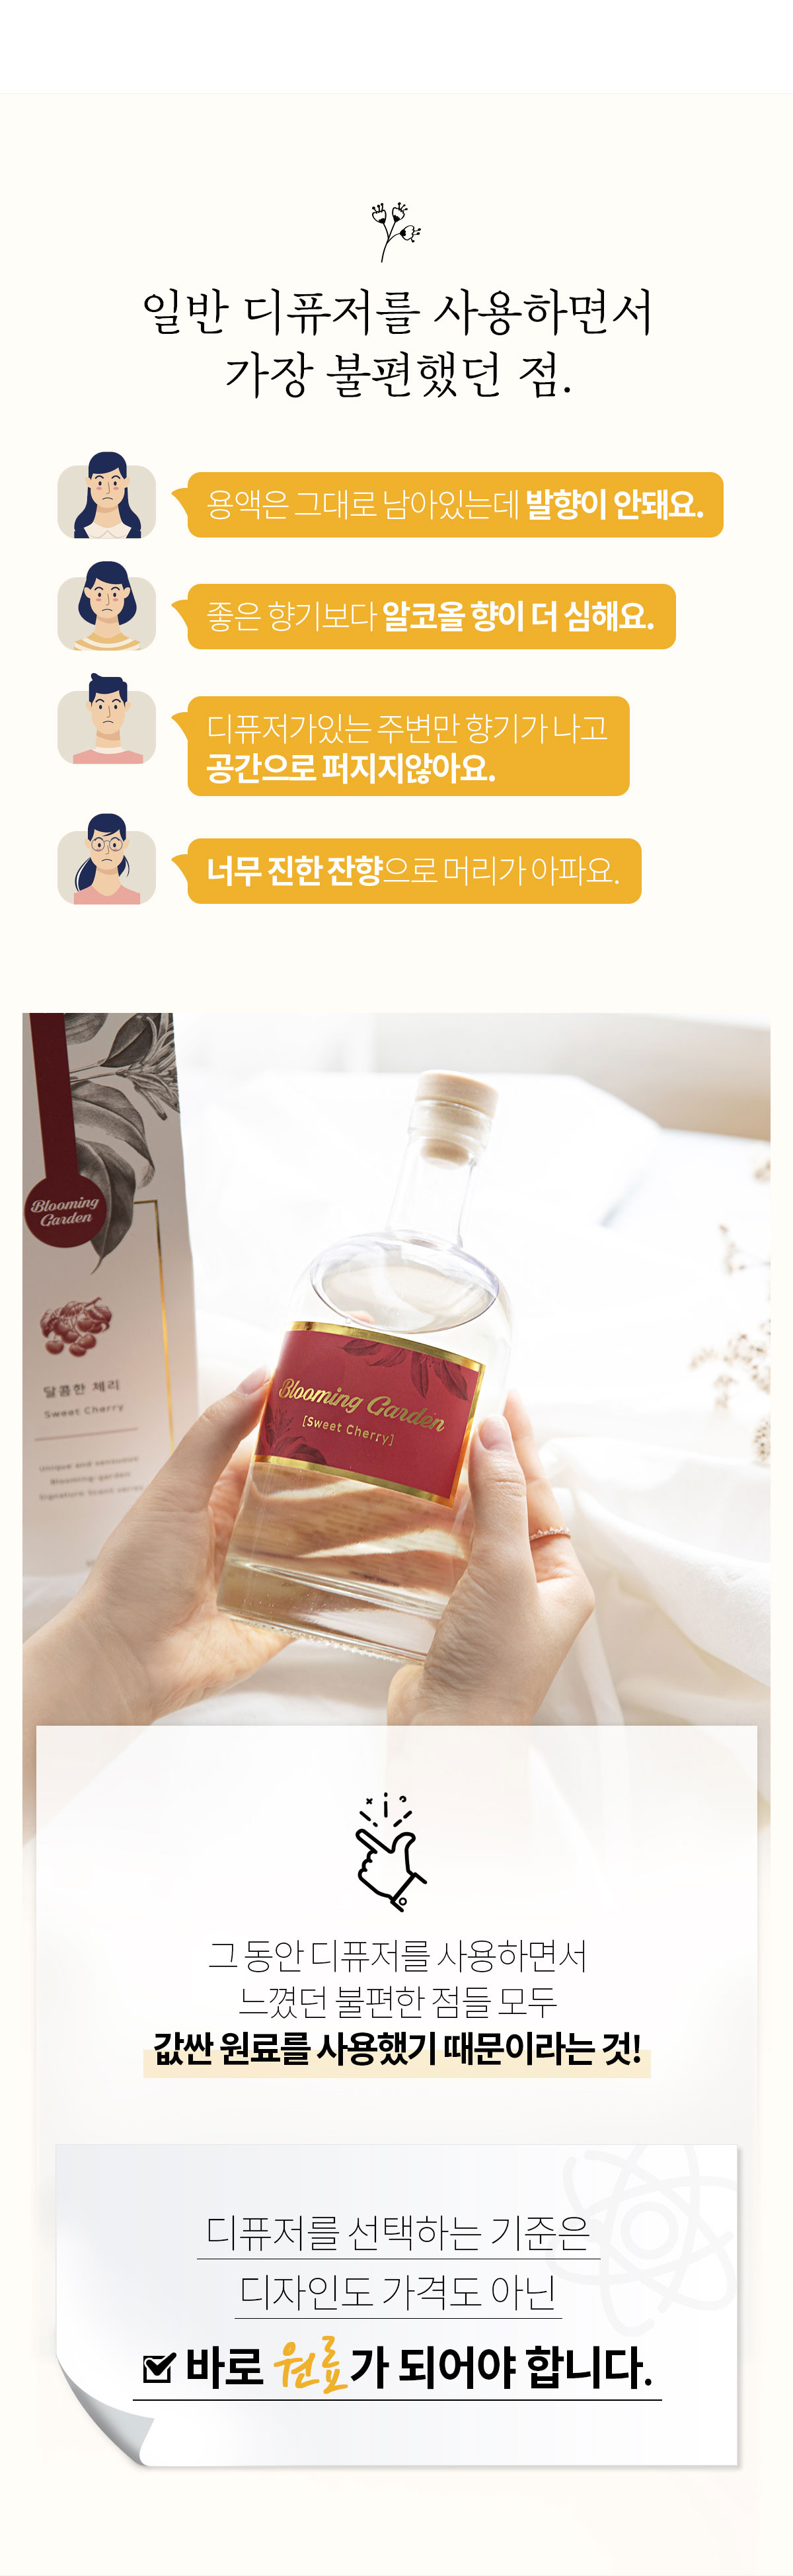 일반 디퓨저를 사용하면서
가장 불편했던 점.
용액은 그대로 남아있는데 발향이 안돼요.
좋은 향기보다 알코올 향이 더 심해요.
디퓨저가있는 주변만 향기가 나고
공간으로 퍼지지않아요.
너무 진한 잔향으로 머리가 아파요.
Blooming
Garden
달콤한 체리
Sweet Cherry
Unique and sensuous
Blooming-garden
Signature Scent series
Blooming Garden
[Sweet Cherry]
그 동안 디퓨저를 사용하면서
느꼈던 불편한 점들 모두
값싼 원료를 사용했기 때문이라는 것!
디퓨저를 선택하는 기준은
디자인도 가격도 아닌
바로 원료가 되어야 합니다.